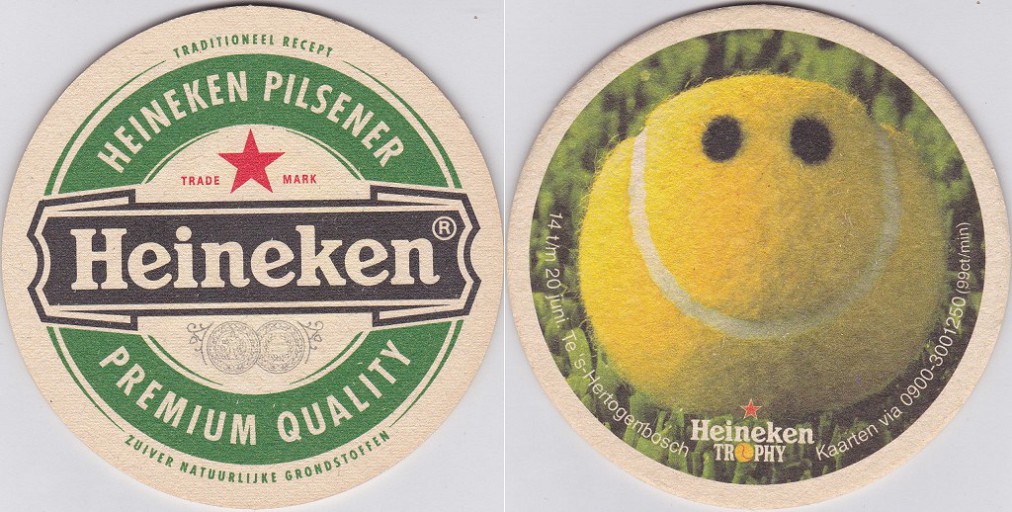 TRADITIONEEL RECEPT
HEINEKEN PILSENER
TRADE MARK
Heineken®
PREMIUM QUALITY
ZUIVER NATUURLIJKE GRONDSTOFFEN
14 t/m 20 juni. Te 's-Hertogenbosch
Heineken
TROPHY
Kaarten via 0900-3001250 (99ct/min)